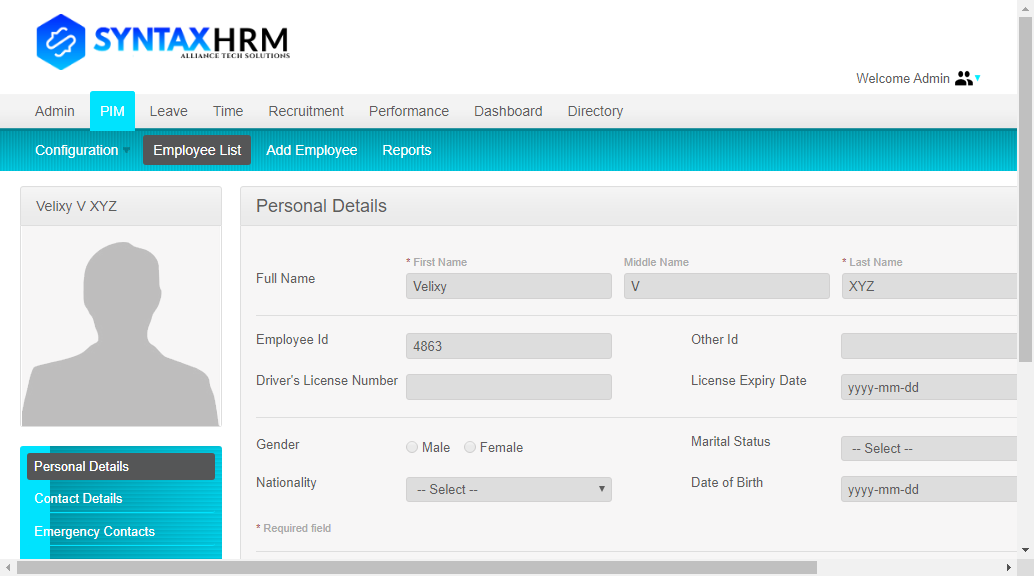 SYNTAXHRM
ALLIANCE TECH SOLUTIONS
Welcome Admin
Admin PIM Leave Time Recruitment Performance Dashboard Directory
Configuration Employee List Add Employee Reports
Velixy V XYZ
Personal Details
* First Name Middle Name * Last Name
Full Name Velixy V XYZ
Employee Id 4863 Other Id
Driver's License Number License Expiry Date yyyy-mm-dd
Gender Male Female Marital Status -- Select --
Nationality -- Select -- Date of Birth yyyy-mm-dd
* Required field
Personal Details
Contact Details
Emergency Contacts